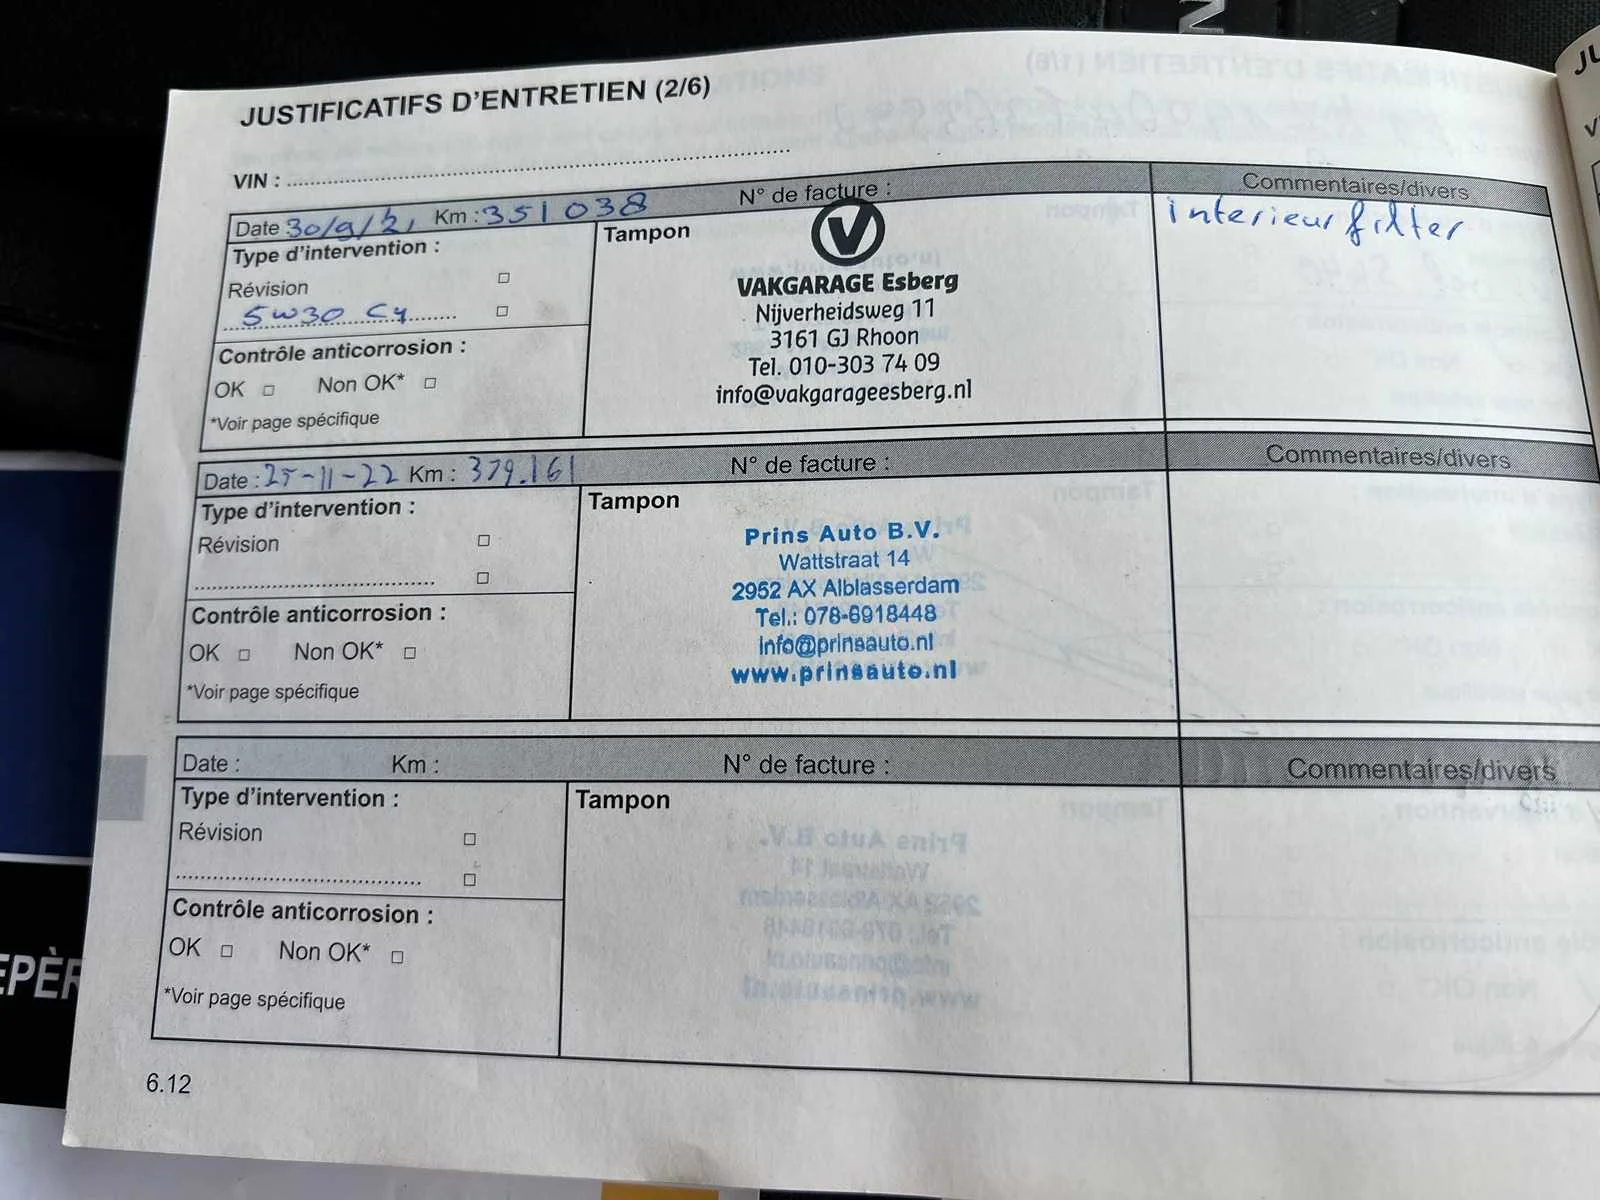 JUSTIFICATIFS D'ENTRETIEN (2/6)
VIN :
Date 30/9/21 Km : 351038 N° de facture : Commentaires/divers
Type d'intervention :
Révision
5W30 C4
Contrôle anticorrosion :
OK Non OK*
*Voir page spécifique
Tampon
V
VAKGARAGE Esberg
Nijverheidsweg 11
3161 GJ Rhoon
Tel. 010-303 74 09
info@vakgarageesberg.nl
interieurfilter
Date : 25-11-22 Km : 379.161 N° de facture : Commentaires/divers
Type d'intervention :
Révision
Contrôle anticorrosion :
OK Non OK*
*Voir page spécifique
Tampon
Prins Auto B.V.
Wattstraat 14
2952 AX Alblasserdam
Tel.: 078-6918448
info@prinsauto.nl
www.prinsauto.nl
Date : Km : N° de facture : Commentaires/divers
Type d'intervention :
Révision
Contrôle anticorrosion :
OK Non OK*
*Voir page spécifique
Tampon
6.12